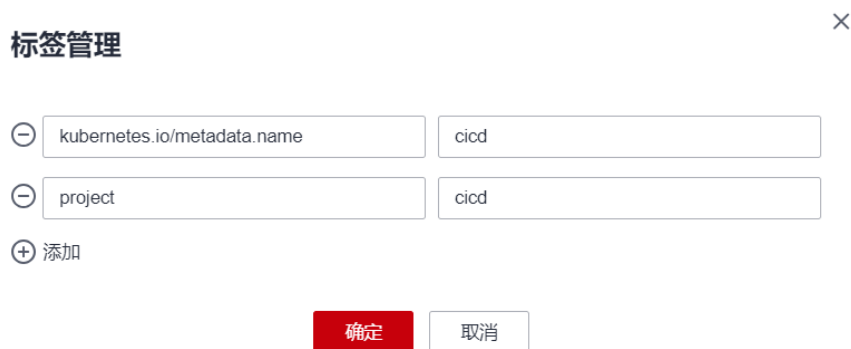 标签管理
kubernetes.io/metadata.name cicd
project cicd
添加
确定 取消